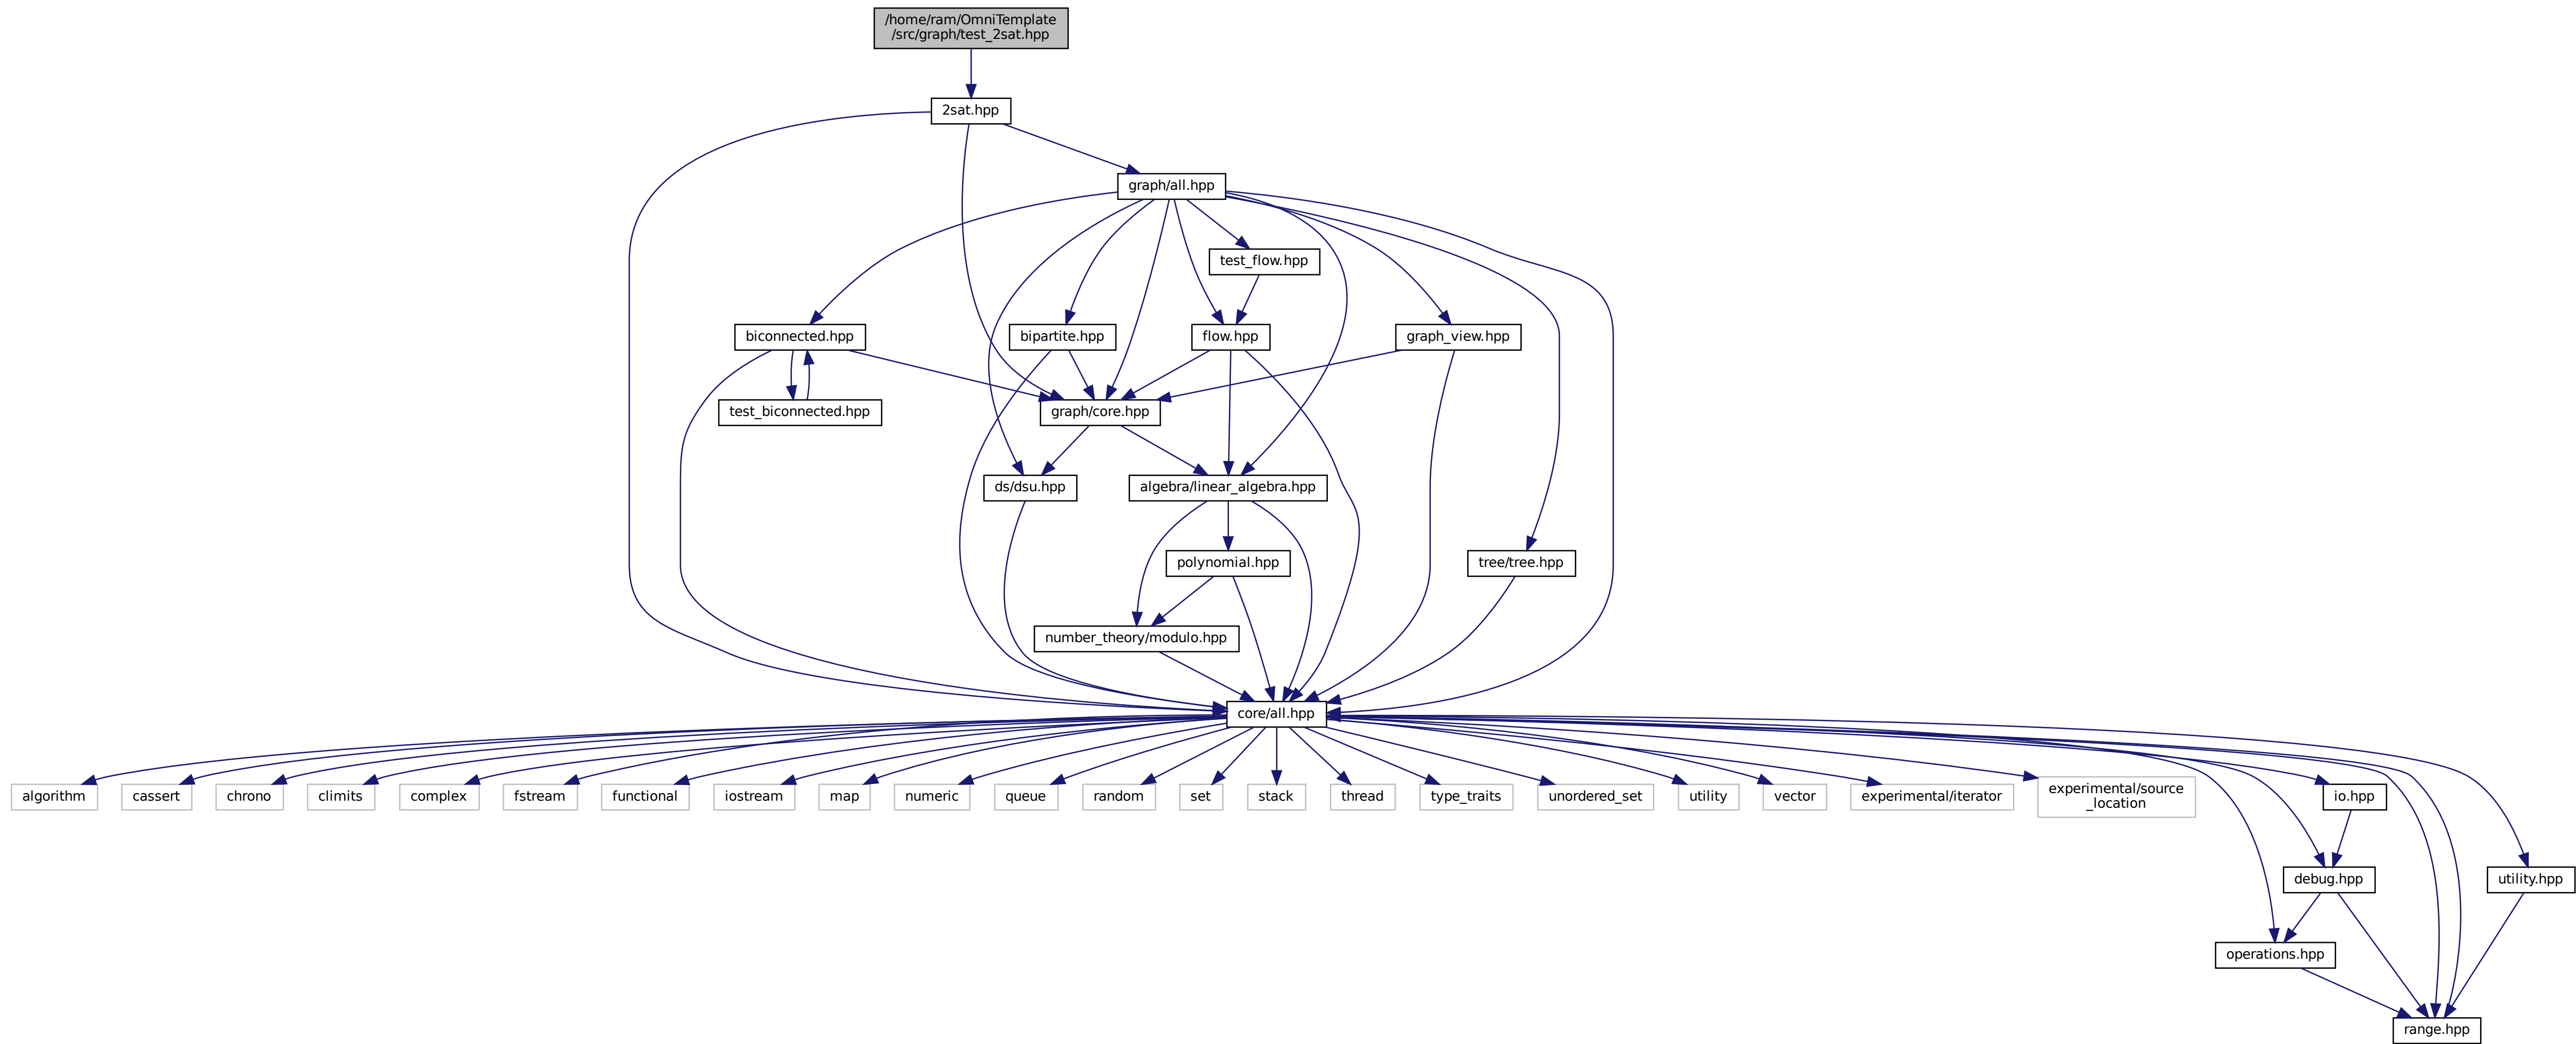 /home/ram/OmniTemplate
/src/graph/test_2sat.hpp
2sat.hpp
graph/all.hpp
test_flow.hpp
biconnected.hpp
bipartite.hpp
flow.hpp
graph_view.hpp
test_biconnected.hpp
graph/core.hpp
ds/dsu.hpp
algebra/linear_algebra.hpp
polynomial.hpp
tree/tree.hpp
number_theory/modulo.hpp
core/all.hpp
algorithm
cassert
chrono
climits
complex
fstream
functional
iostream
map
numeric
queue
random
set
stack
thread
type_traits
unordered_set
utility
vector
experimental/iterator
experimental/source
_location
io.hpp
debug.hpp
utility.hpp
operations.hpp
range.hpp